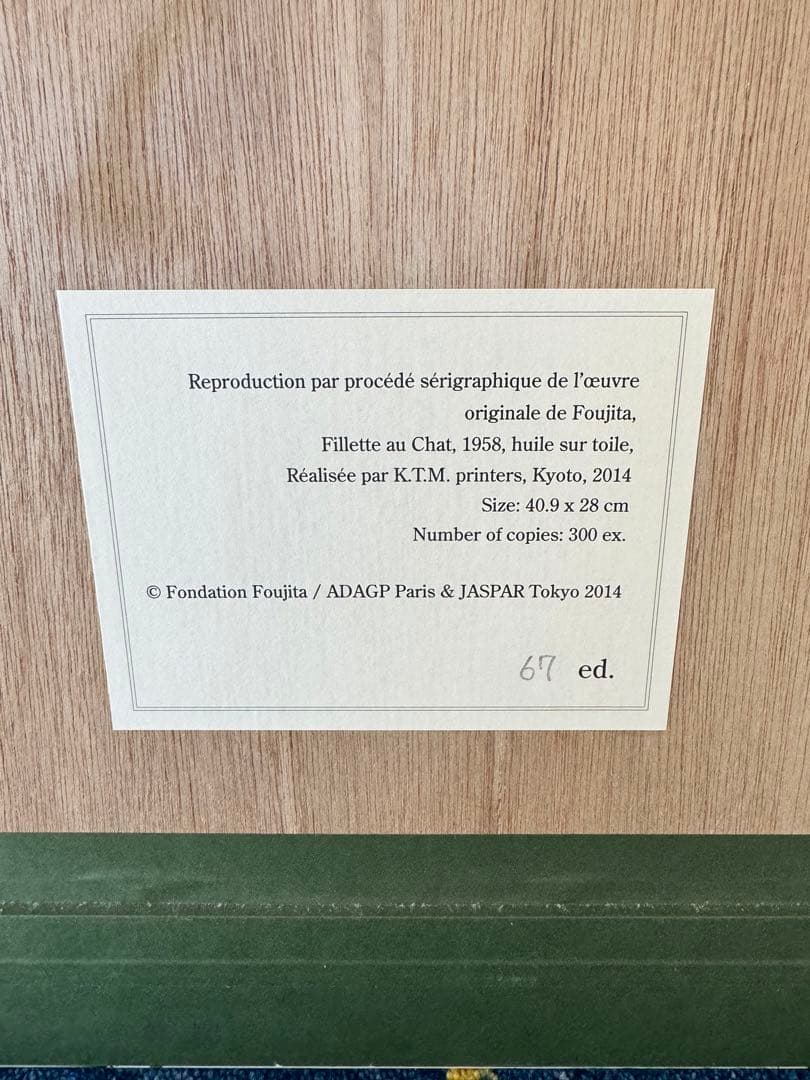 Reproduction par procédé sérigraphique de l'œuvre
originale de Foujita,
Fillette au Chat, 1958, huile sur toile,
Réalisée par K.T.M. printers, Kyoto, 2014
Size: 40.9 x 28 cm
Number of copies: 300 ex.
© Fondation Foujita / ADAGP Paris & JASPAR Tokyo 2014
67 ed.